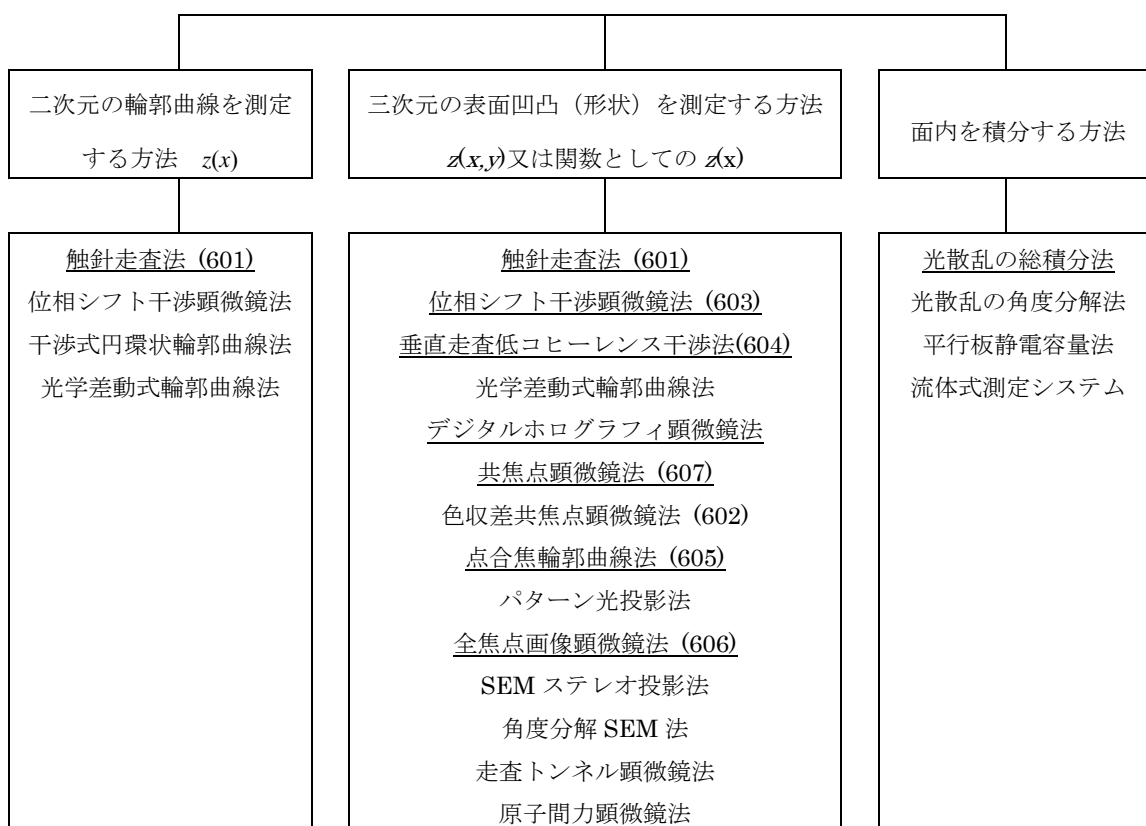 二次元の輪郭曲線を測定
する方法 z(x)
三次元の表面凹凸（形状）を測定する方法
z(x,y)又は関数としての z(x)
面内を積分する方法
触針走査法 (601)
位相シフト干渉顕微鏡法
干渉式円環状輪郭曲線法
光学差動式輪郭曲線法
触針走査法 (601)
位相シフト干渉顕微鏡法 (603)
垂直走査低コヒーレンス干渉法(604)
光学差動式輪郭曲線法
デジタルホログラフィ顕微鏡法
共焦点顕微鏡法 (607)
色収差共焦点顕微鏡法 (602)
点合焦輪郭曲線法 (605)
パターン光投影法
全焦点画像顕微鏡法 (606)
SEM ステレオ投影法
角度分解 SEM 法
走査トンネル顕微鏡法
原子間力顕微鏡法
光散乱の総積分法
光散乱の角度分解法
平行板静電容量法
流体式測定システム